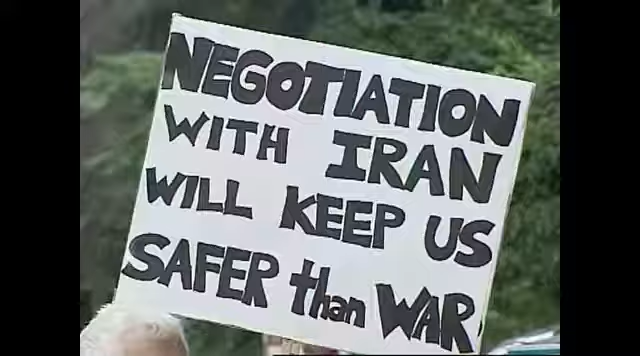 NEGOTIATION
WITH IRAN
WILL KEEP US
SAFER than WAR